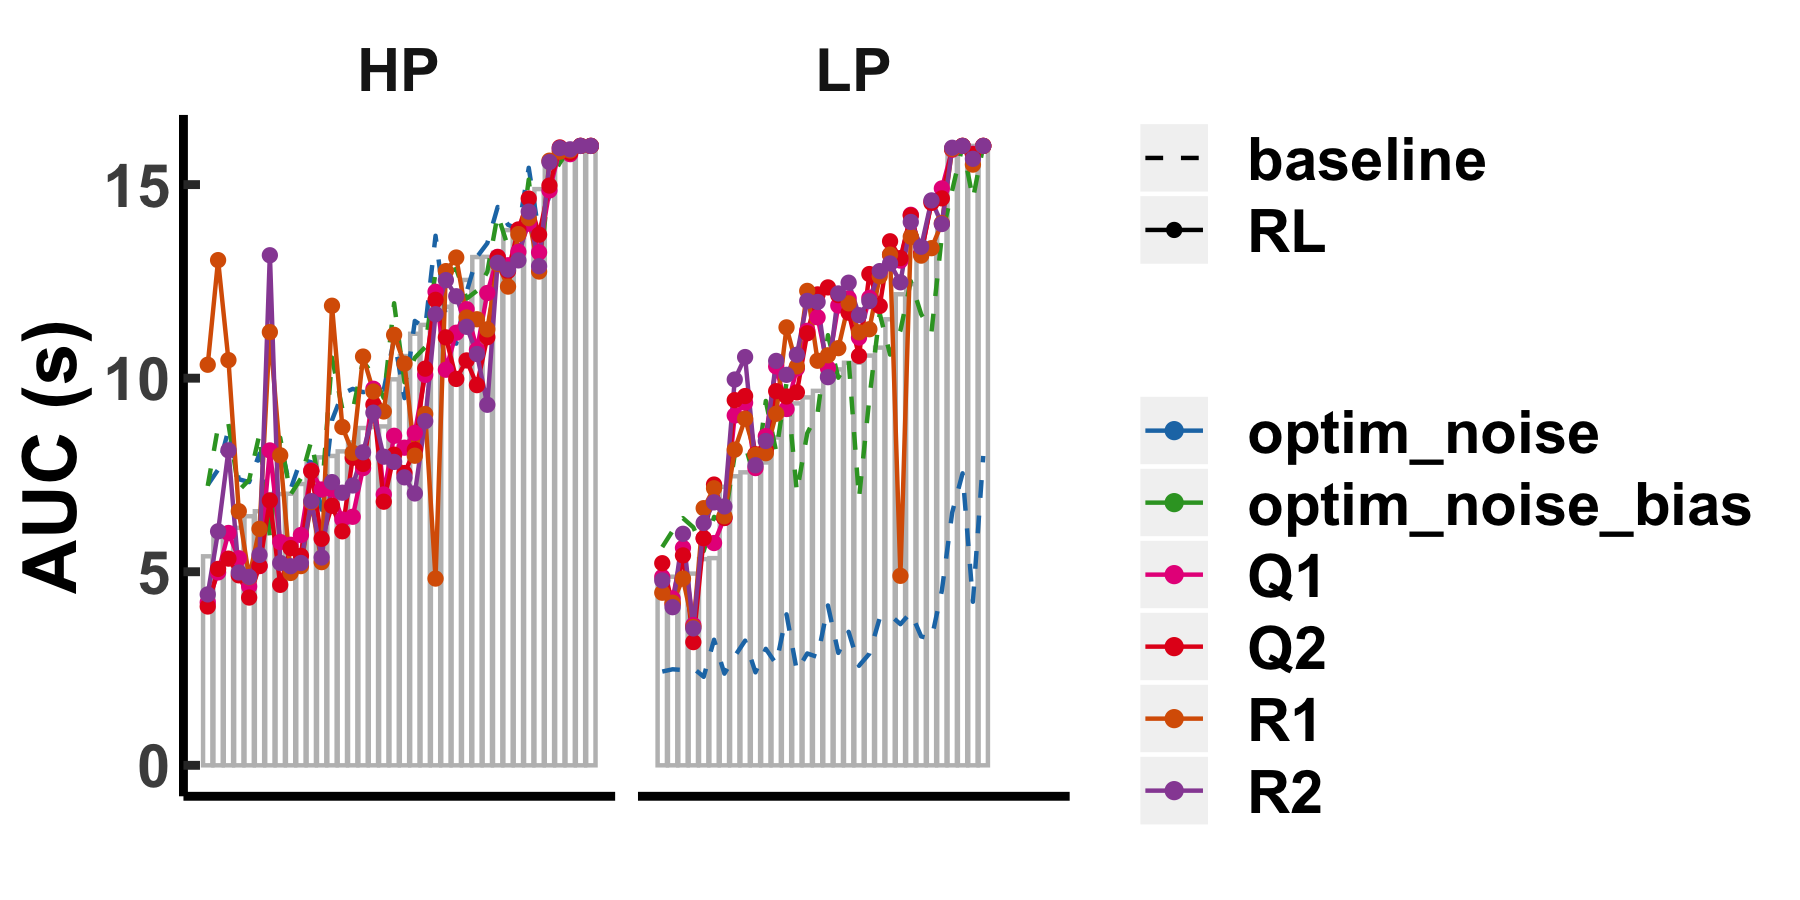 HP
LP
AUC (s)
15
10
5
0
baseline
RL
optim_noise
optim_noise_bias
Q1
Q2
R1
R2